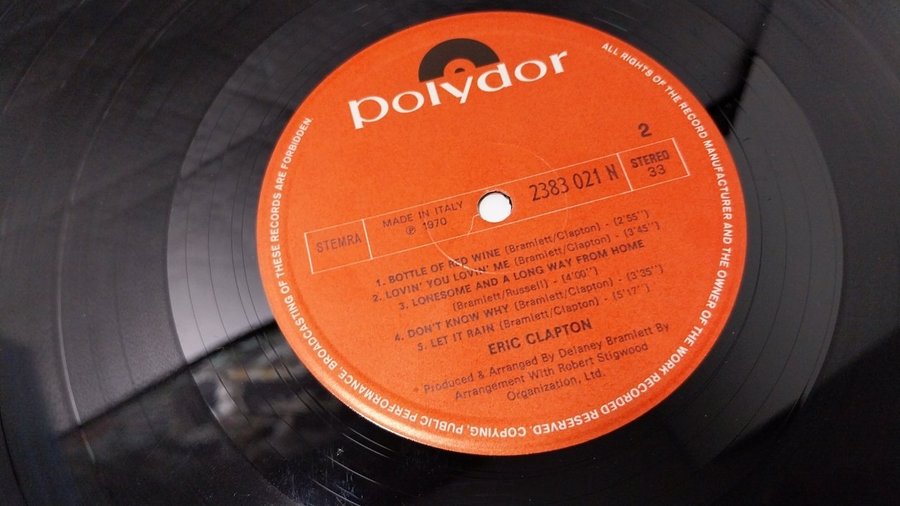 polydor
ALL RIGHTS OF THE RECORD MANUFACTURER AND THE OWNER OF THE WORK RECORDED RESERVED. COPYING, PUBLIC PERFORMANCE, BROADCASTING OF THESE RECORDS ARE FORBIDDEN.
2
STEMRA
MADE IN ITALY
℗ 1970
2383 021 N
STEREO
33
1. BOTTLE OF RED WINE (Bramlett/Clapton) - (2'55'')
2. LOVIN' YOU LOVIN' ME (Bramlett/Clapton) - (3'45'')
3. LONESOME AND A LONG WAY FROM HOME
(Bramlett/Russell) - (4'00'')
4. DON'T KNOW WHY (Bramlett/Clapton) - (3'35'')
5. LET IT RAIN (Bramlett/Clapton) - (5'17'')
ERIC CLAPTON
* Produced & Arranged By Delaney Bramlett By
Arrangement With Robert Stigwood
Organization, Ltd.